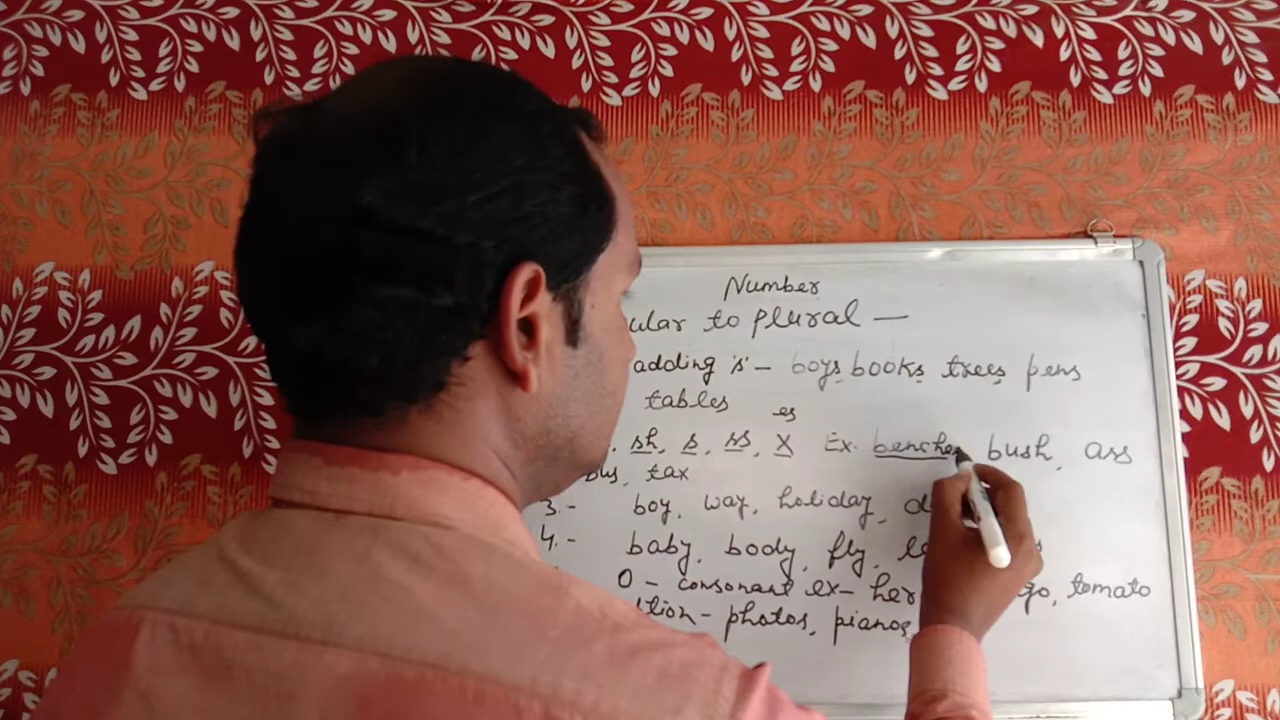 Number
ular to plural —
adding 's' – boys books trees pens
tables
es
sh, s, ss, X Ex. benche bush, ass
bus, tax
3.- boy, way, holiday,
4.- baby, body, fly,
O - consonant ex- her go, tomato
tion- photos, pianos,